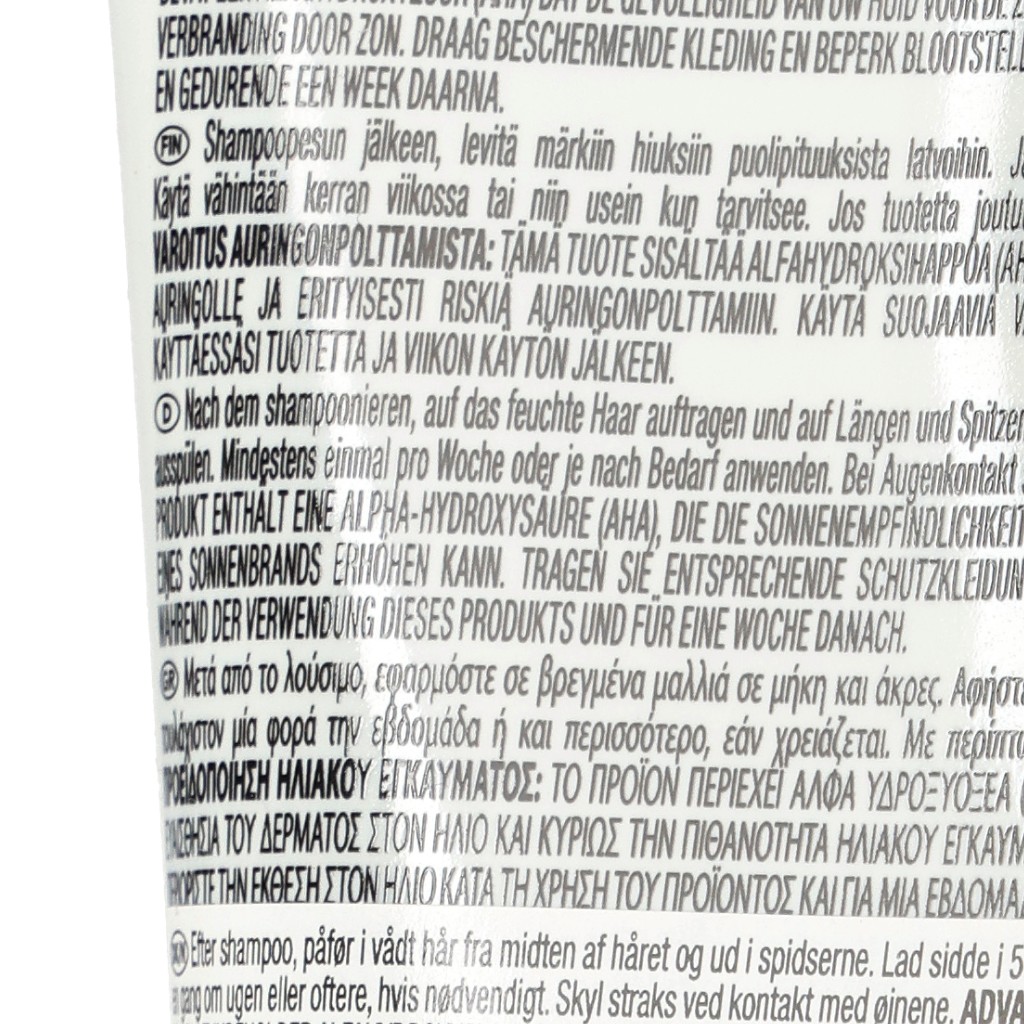 VERBRANDING DOOR ZON. DRAAG BESCHERMENDE KLEDING EN BEPERK
EN GEDURENDE EEN WEEK DAARNA.
FIN Shampoopesun jälkeen, levitä märkiin hiuksiin puolipituuksista latvoihin.
Käytä vähintään kerran viikossa tai niin usein kun tarvitsee. Jos tuotetta
VAROITUS AURINGONPOLTTAMISTA: TÄMÄ TUOTE SISÄLTÄÄ ALFAHYDROKSIHAPPOA
AURINGOLLE JA ERITYISESTI RISKIÄ AURINGONPOLTTAMIIN. KÄYTÄ SUOJAAVIA
KÄYTTÄESSÄSI TUOTETTA JA VIIKON KÄYTÖN JÄLKEEN.
D Nach dem shampoonieren, auf das feuchte Haar auftragen und auf Längen und
ausspülen. Mindestens einmal pro Woche oder je nach Bedarf anwenden. Bei Augenkontakt
PRODUKT ENTHÄLT EINE ALPHA-HYDROXYSÄURE (AHA), DIE DIE
EINES SONNENBRANDS ERHÖHEN KANN. TRAGEN SIE ENTSPRECHENDE
WÄHREND DER VERWENDUNG DIESES PRODUKTS UND FÜR EINE WOCHE DANACH.
GR Μετά από το λούσιμο, εφαρμόστε σε βρεγμένα μαλλιά σε μήκη και άκρες.
τουλάχιστον μία φορά την εβδομάδα ή και περισσότερο, εάν χρειάζεται. Με
ΠΡΟΕΙΔΟΠΟΙΗΣΗ ΗΛΙΑΚΟΥ ΕΓΚΑΥΜΑΤΟΣ: ΤΟ ΠΡΟΪΟΝ ΠΕΡΙΕΧΕΙ ΑΛΦΑ ΥΔΡΟΞΥΟΞΕΑ
ΤΟΥ ΔΕΡΜΑΤΟΣ ΣΤΟΝ ΗΛΙΟ ΚΑΙ ΚΥΡΙΩΣ ΤΗΝ ΠΙΘΑΝΟΤΗΤΑ ΗΛΙΑΚΟΥ
ΤΗΝ ΕΚΘΕΣΗ ΣΤΟΝ ΗΛΙΟ ΚΑΤΑ ΤΗ ΧΡΗΣΗ ΤΟΥ ΠΡΟΪΟΝΤΟΣ ΚΑΙ ΓΙΑ ΜΙΑ
Efter shampoo, påfør i vådt hår fra midten af håret og ud i spidserne. Lad sidde i 5
gang om ugen eller oftere, hvis nødvendigt. Skyl straks ved kontakt med øjnene.